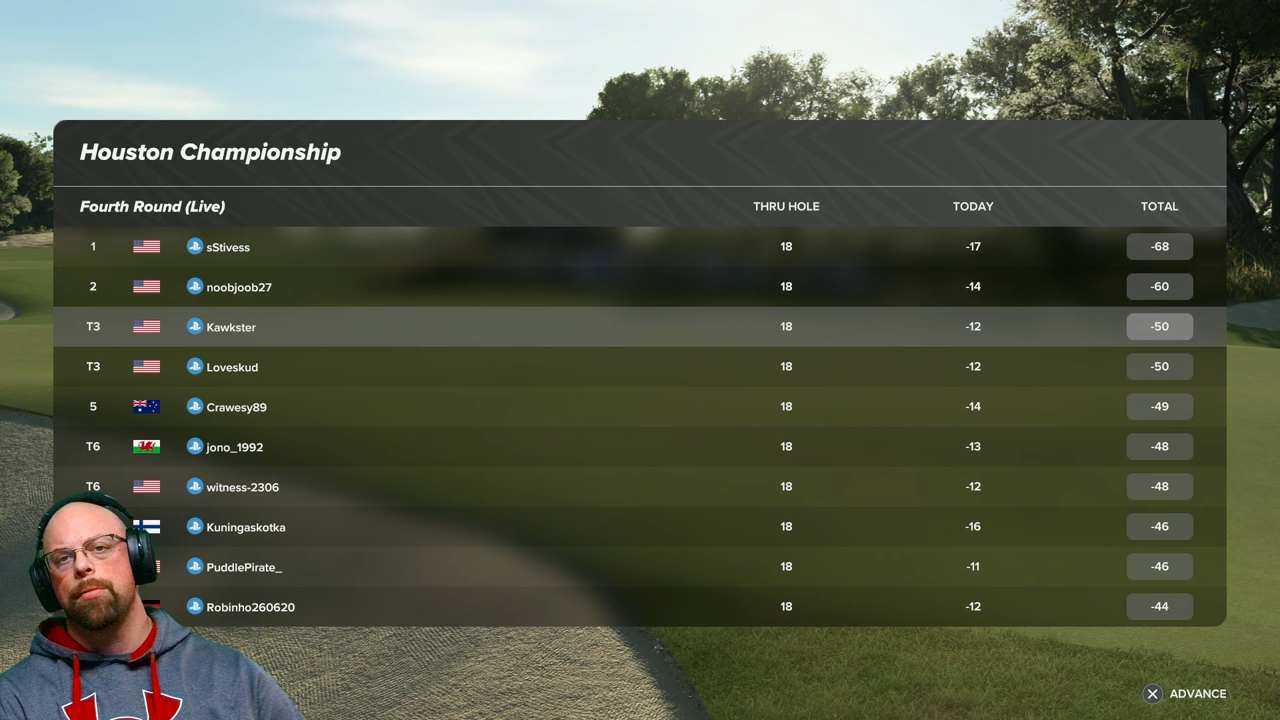 Houston Championship
Fourth Round (Live) THRU HOLE TODAY TOTAL
1 sStivess 18 -17 -68
2 noobjoob27 18 -14 -60
T3 Kawkster 18 -12 -50
T3 Loveskud 18 -12 -50
5 Crawesy89 18 -14 -49
T6 jono_1992 18 -13 -48
T6 witness-2306 18 -12 -48
Kuningaskotka 18 -16 -46
PuddlePirate_ 18 -11 -46
Robinho260620 18 -12 -44
ADVANCE